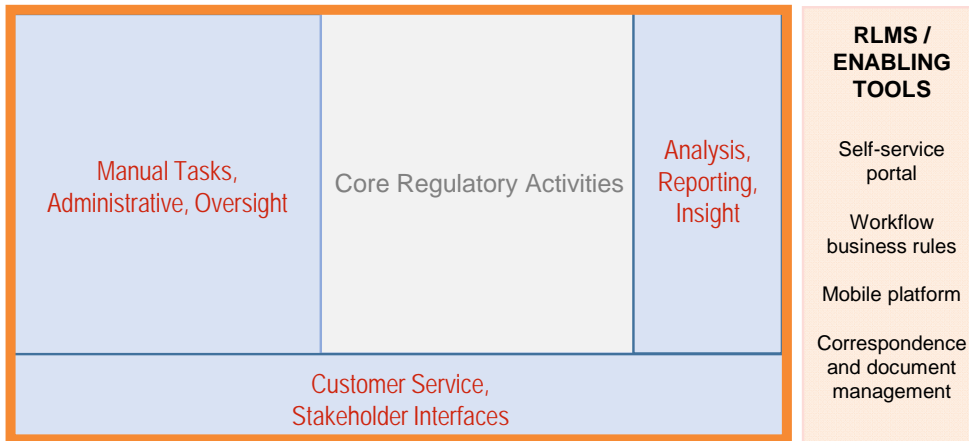 Manual Tasks,
Administrative, Oversight
Core Regulatory Activities
Analysis,
Reporting,
Insight
Customer Service,
Stakeholder Interfaces
RLMS /
ENABLING
TOOLS
Self-service
portal
Workflow
business rules
Mobile platform
Correspondence
and document
management